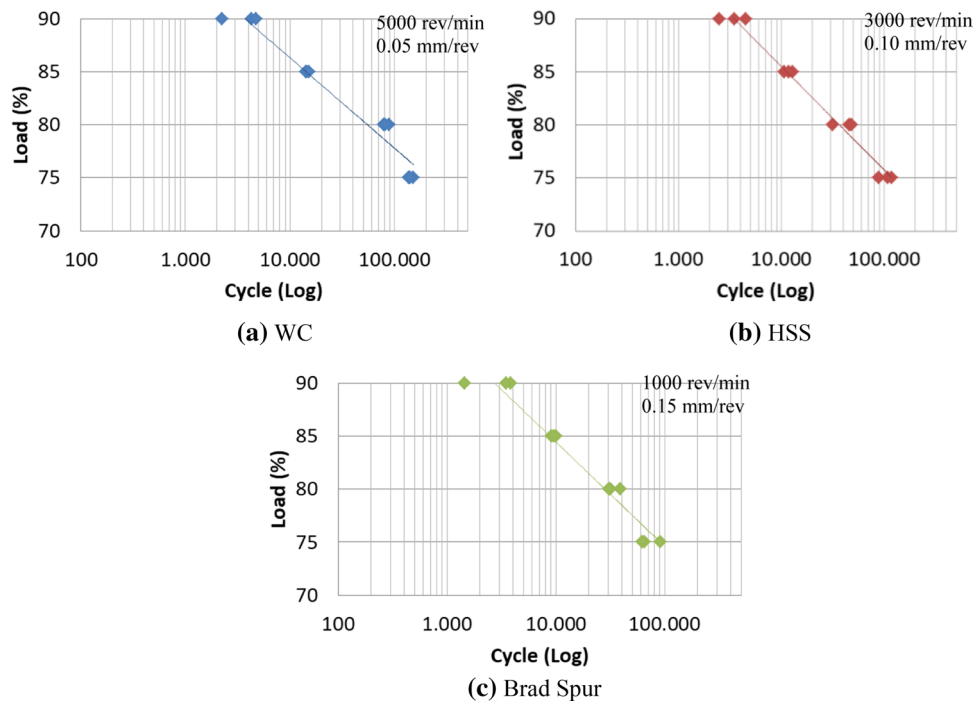 90
85
80
75
70
Load (%)
5000 rev/min
0.05 mm/rev
100 1.000 10.000 100.000
Cycle (Log)
(a) WC
90
85
80
75
70
Load (%)
3000 rev/min
0.10 mm/rev
100 1.000 10.000 100.000
Cylce (Log)
(b) HSS
90
85
80
75
70
Load (%)
1000 rev/min
0.15 mm/rev
100 1.000 10.000 100.000
Cycle (Log)
(c) Brad Spur